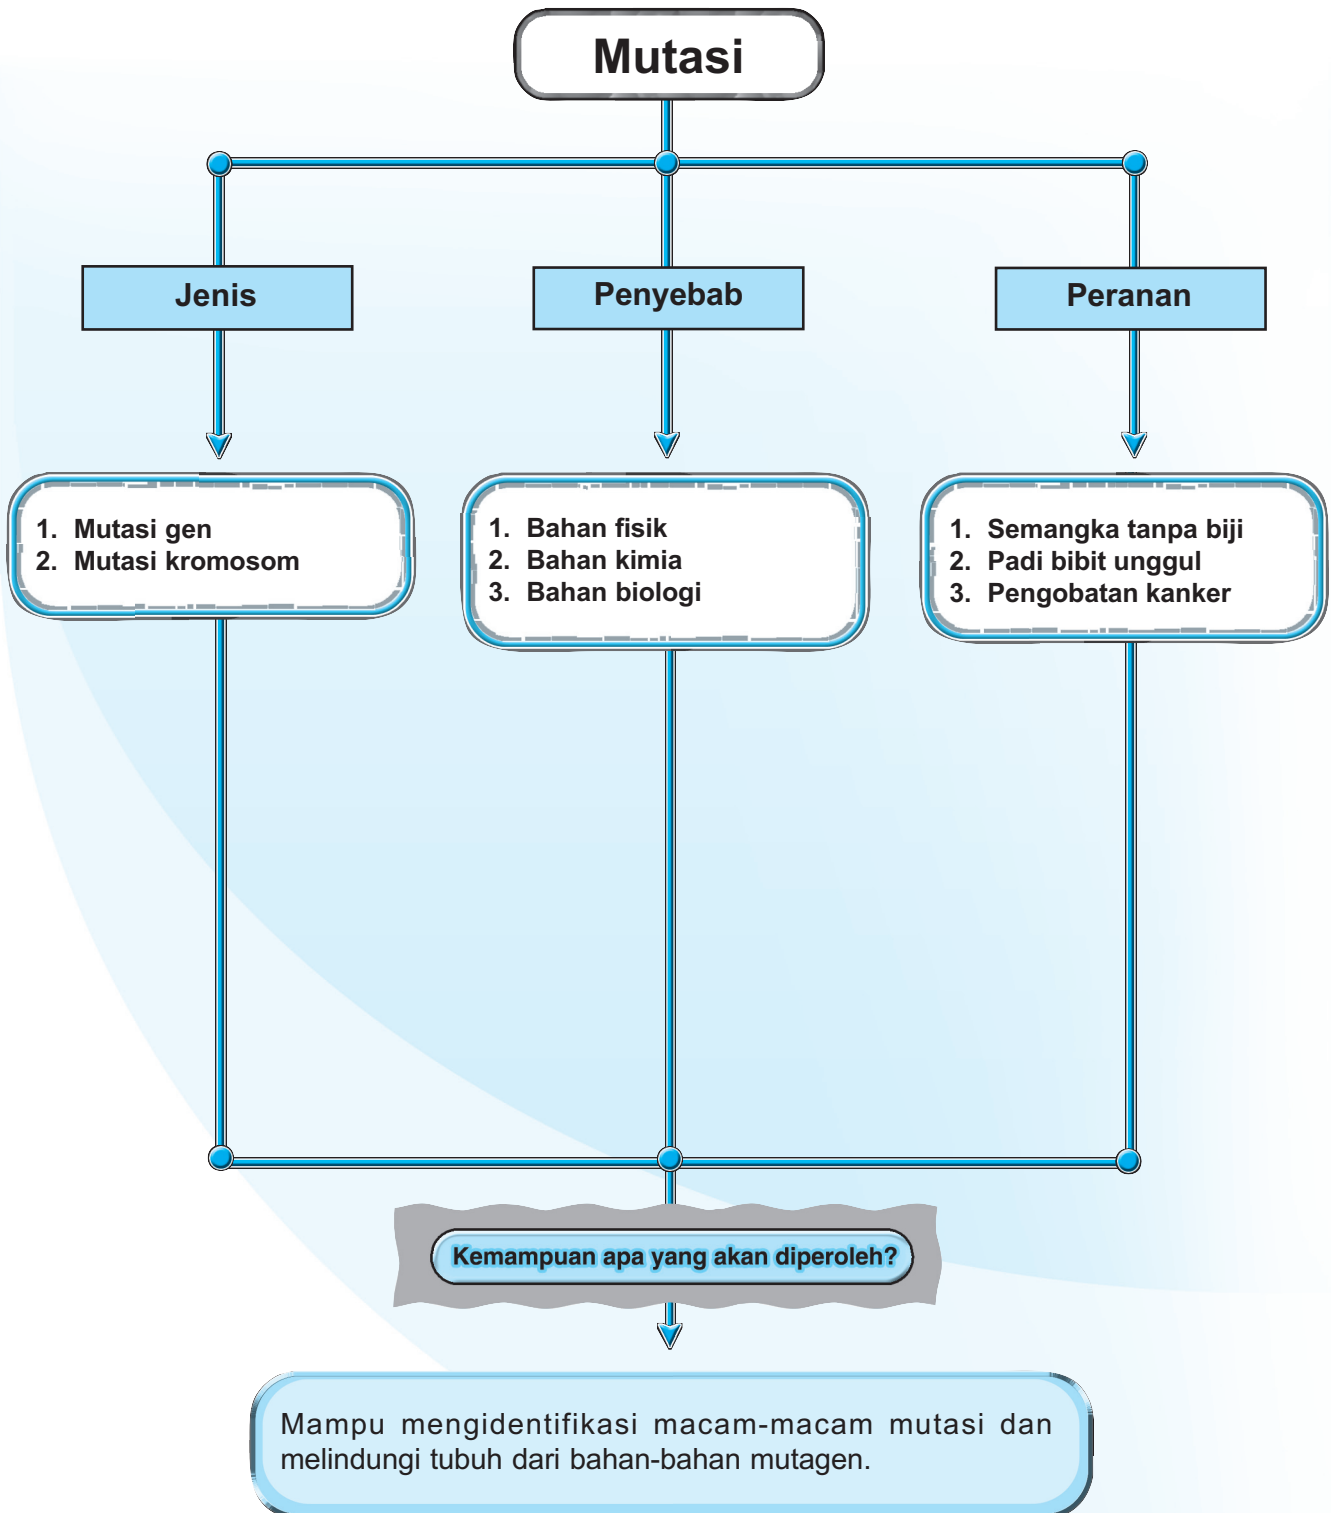 Mutasi
Jenis
Penyebab
Peranan
1. Mutasi gen
2. Mutasi kromosom
1. Bahan fisik
2. Bahan kimia
3. Bahan biologi
1. Semangka tanpa biji
2. Padi bibit unggul
3. Pengobatan kanker
Kemampuan apa yang akan diperoleh?
Mampu mengidentifikasi macam-macam mutasi dan
melindungi tubuh dari bahan-bahan mutagen.